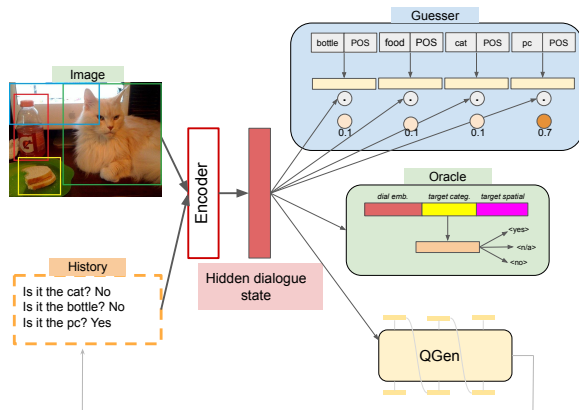 Guesser
bottle POS food POS cat POS pc POS
0.1 0.1 0.1 0.7
Image
G
Encoder
Oracle
dial emb. target categ. target spatial
<yes>
<n/a>
<no>
History
Is it the cat? No
Is it the bottle? No
Is it the pc? Yes
Hidden dialogue
state
QGen